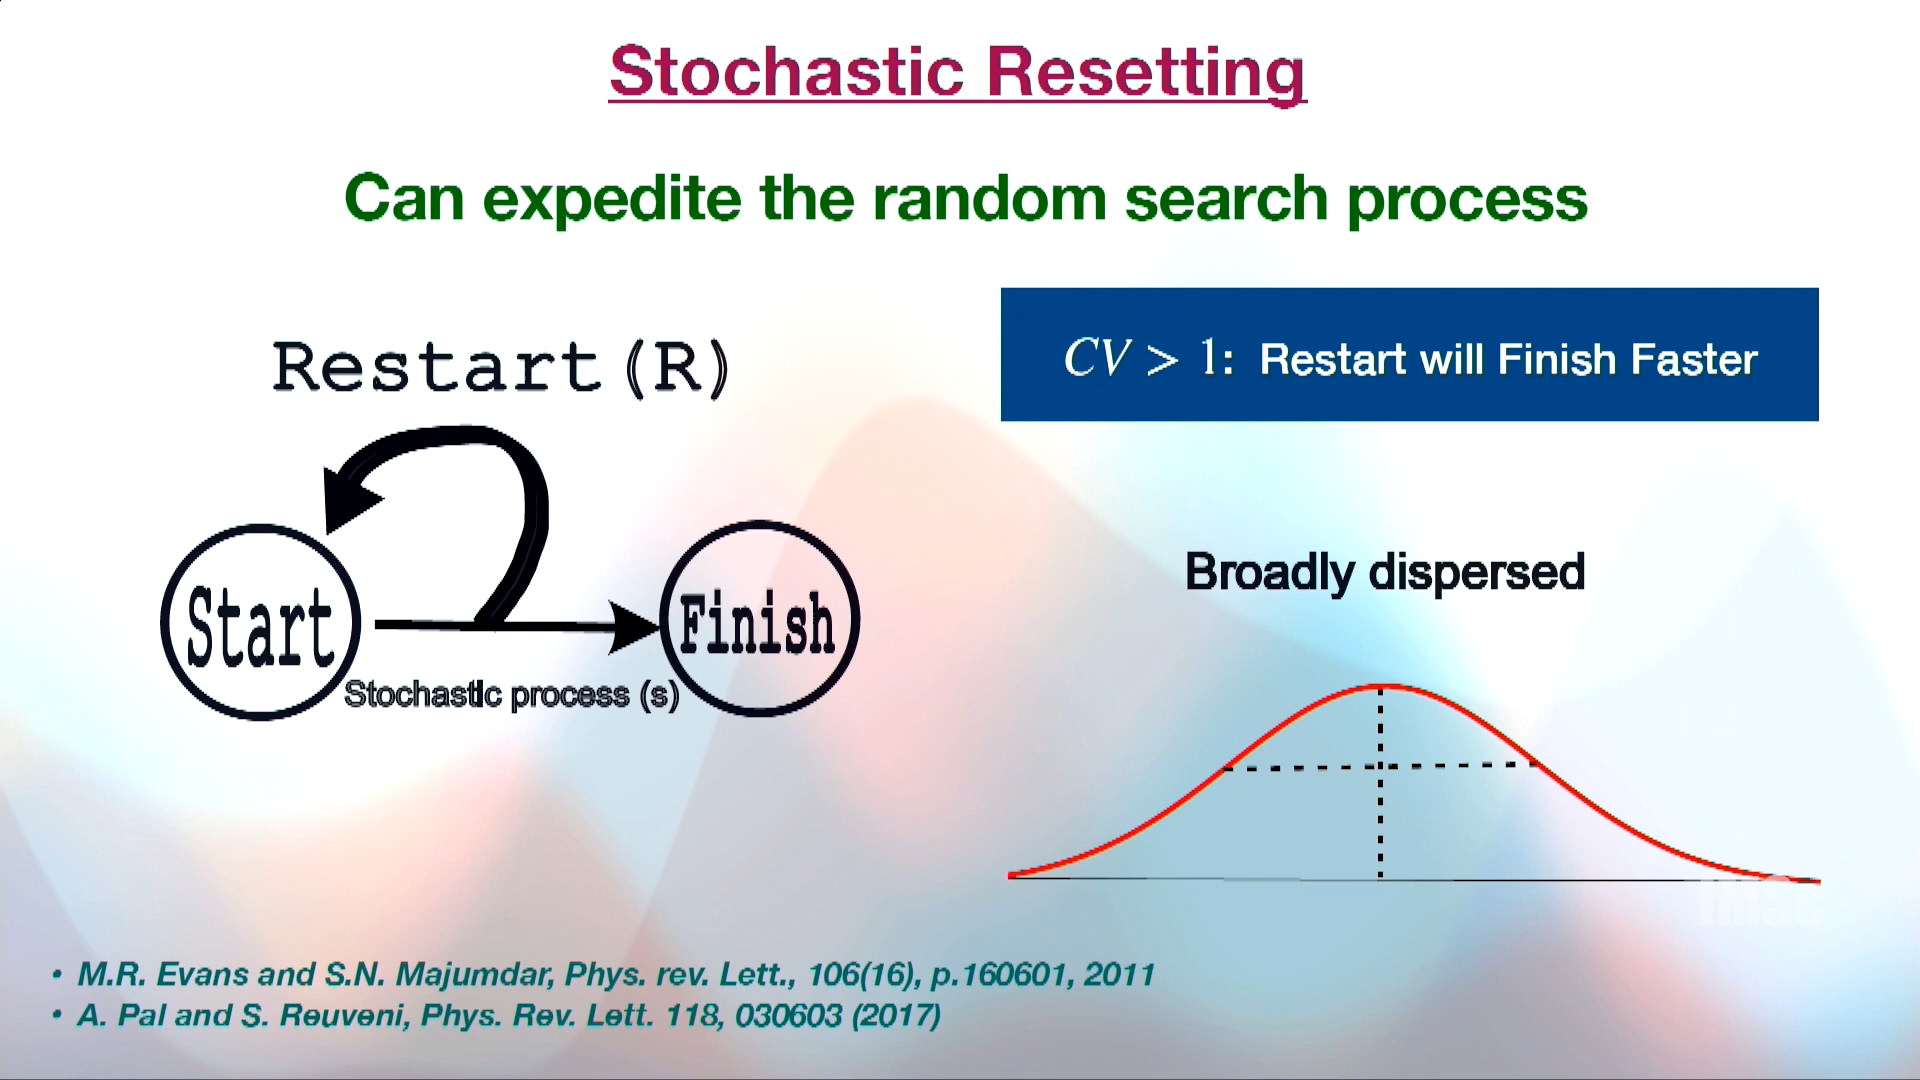 Stochastic Resetting
Can expedite the random search process
Restart(R)
CV > 1: Restart will Finish Faster
Start
Finish
Stochastic process (s)
Broadly dispersed
IMSc
• M.R. Evans and S.N. Majumdar, Phys. rev. Lett., 106(16), p.160601, 2011
• A. Pal and S. Reuveni, Phys. Rev. Lett. 118, 030603 (2017)